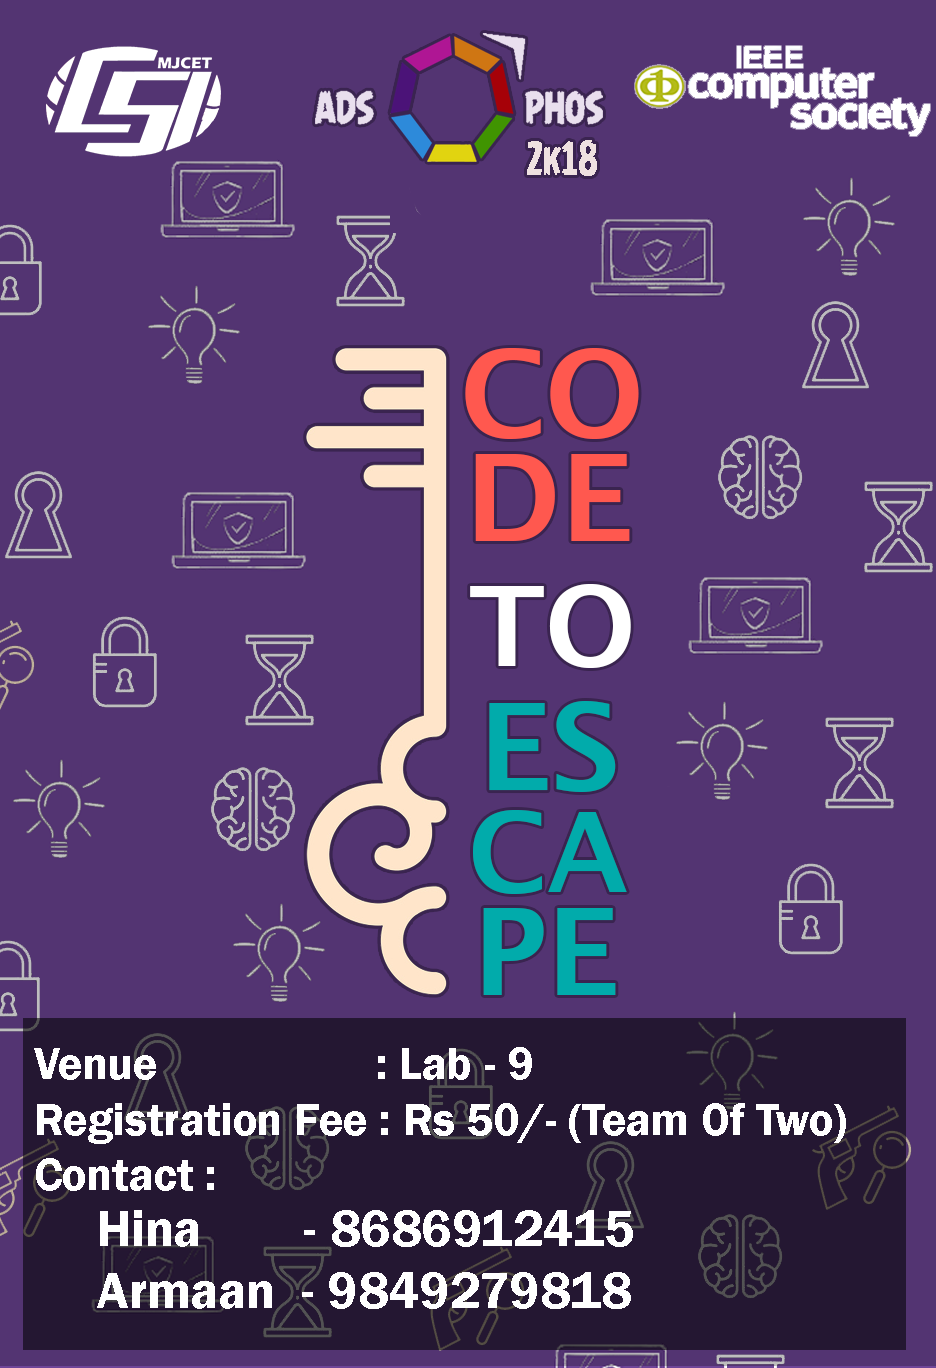 MJCET
CSI
ADS
PHOS
2K18
IEEE
computer
society
CO
DE
TO
ES
CA
PE
Venue : Lab - 9
Registration Fee : Rs 50/- (Team Of Two)
Contact :
Hina - 8686912415
Armaan - 9849279818